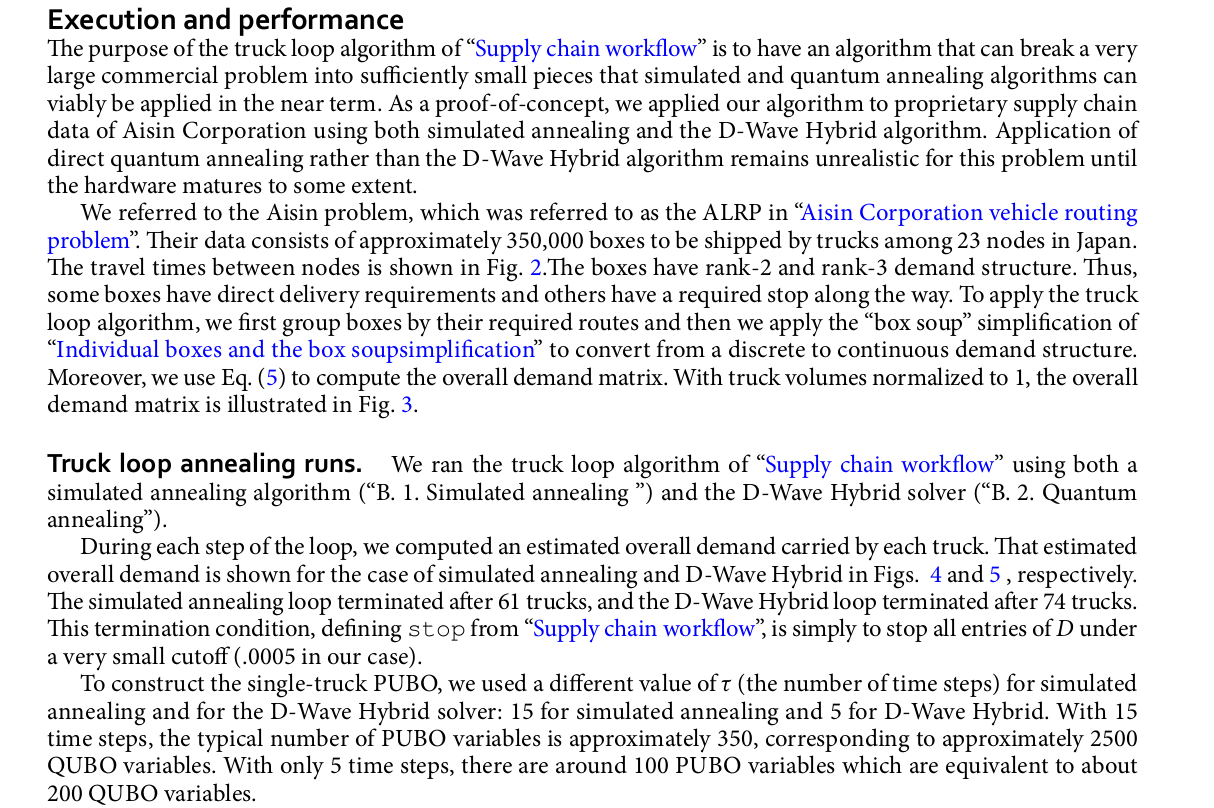 Execution and performance
The purpose of the truck loop algorithm of “Supply chain workflow” is to have an algorithm that can break a very
large commercial problem into sufficiently small pieces that simulated and quantum annealing algorithms can
viably be applied in the near term. As a proof-of-concept, we applied our algorithm to proprietary supply chain
data of Aisin Corporation using both simulated annealing and the D-Wave Hybrid algorithm. Application of
direct quantum annealing rather than the D-Wave Hybrid algorithm remains unrealistic for this problem until
the hardware matures to some extent.
We referred to the Aisin problem, which was referred to as the ALRP in “Aisin Corporation vehicle routing
problem”. Their data consists of approximately 350,000 boxes to be shipped by trucks among 23 nodes in Japan.
The travel times between nodes is shown in Fig. 2.The boxes have rank-2 and rank-3 demand structure. Thus,
some boxes have direct delivery requirements and others have a required stop along the way. To apply the truck
loop algorithm, we first group boxes by their required routes and then we apply the “box soup” simplification of
“Individual boxes and the box soupsimplification” to convert from a discrete to continuous demand structure.
Moreover, we use Eq. (5) to compute the overall demand matrix. With truck volumes normalized to 1, the overall
demand matrix is illustrated in Fig. 3.
Truck loop annealing runs. We ran the truck loop algorithm of “Supply chain workflow” using both a
simulated annealing algorithm (“B. 1. Simulated annealing ”) and the D-Wave Hybrid solver (“B. 2. Quantum
annealing”).
During each step of the loop, we computed an estimated overall demand carried by each truck. That estimated
overall demand is shown for the case of simulated annealing and D-Wave Hybrid in Figs. 4 and 5 , respectively.
The simulated annealing loop terminated after 61 trucks, and the D-Wave Hybrid loop terminated after 74 trucks.
This termination condition, defining stop from “Supply chain workflow”, is simply to stop all entries of D under
a very small cutoff (.0005 in our case).
To construct the single-truck PUBO, we used a different value of τ (the number of time steps) for simulated
annealing and for the D-Wave Hybrid solver: 15 for simulated annealing and 5 for D-Wave Hybrid. With 15
time steps, the typical number of PUBO variables is approximately 350, corresponding to approximately 2500
QUBO variables. With only 5 time steps, there are around 100 PUBO variables which are equivalent to about
200 QUBO variables.